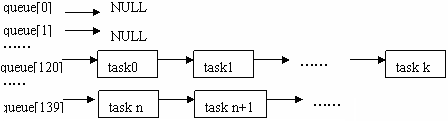 queue[0] NULL
queue[1] NULL
......
queue[120] task0 task1 ...... task k
.....
queue[139] task n task n+1 ......